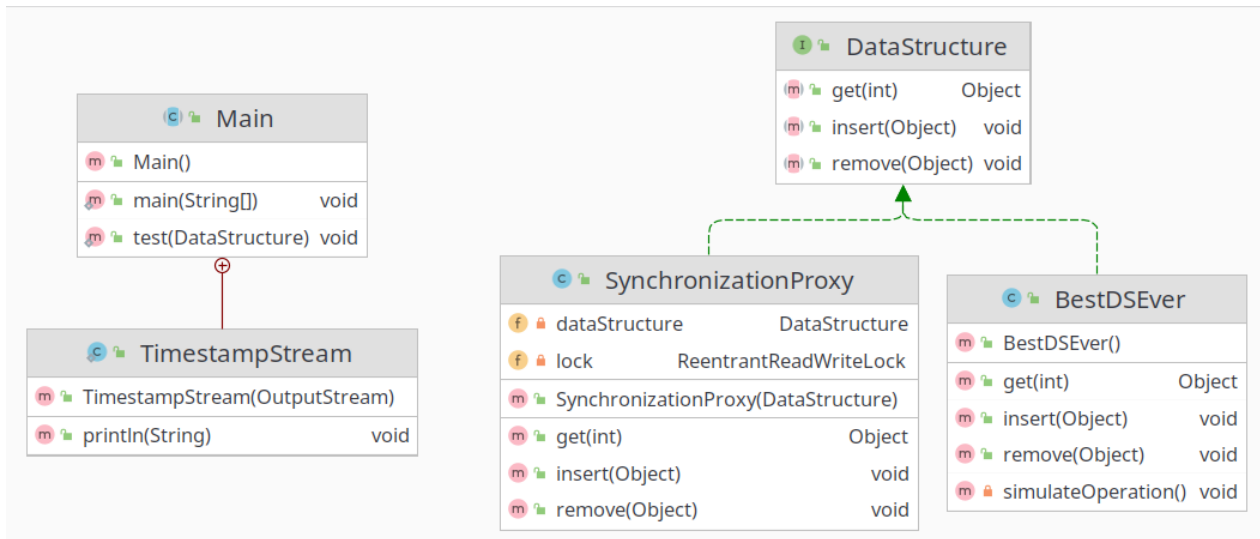 Main
Main()
main(String[]) void
test(DataStructure) void
TimestampStream
TimestampStream(OutputStream)
println(String) void
DataStructure
get(int) Object
insert(Object) void
remove(Object) void
SynchronizationProxy
dataStructure DataStructure
lock ReentrantReadWriteLock
SynchronizationProxy(DataStructure)
get(int) Object
insert(Object) void
remove(Object) void
BestDSEver
BestDSEver()
get(int) Object
insert(Object) void
remove(Object) void
simulateOperation() void